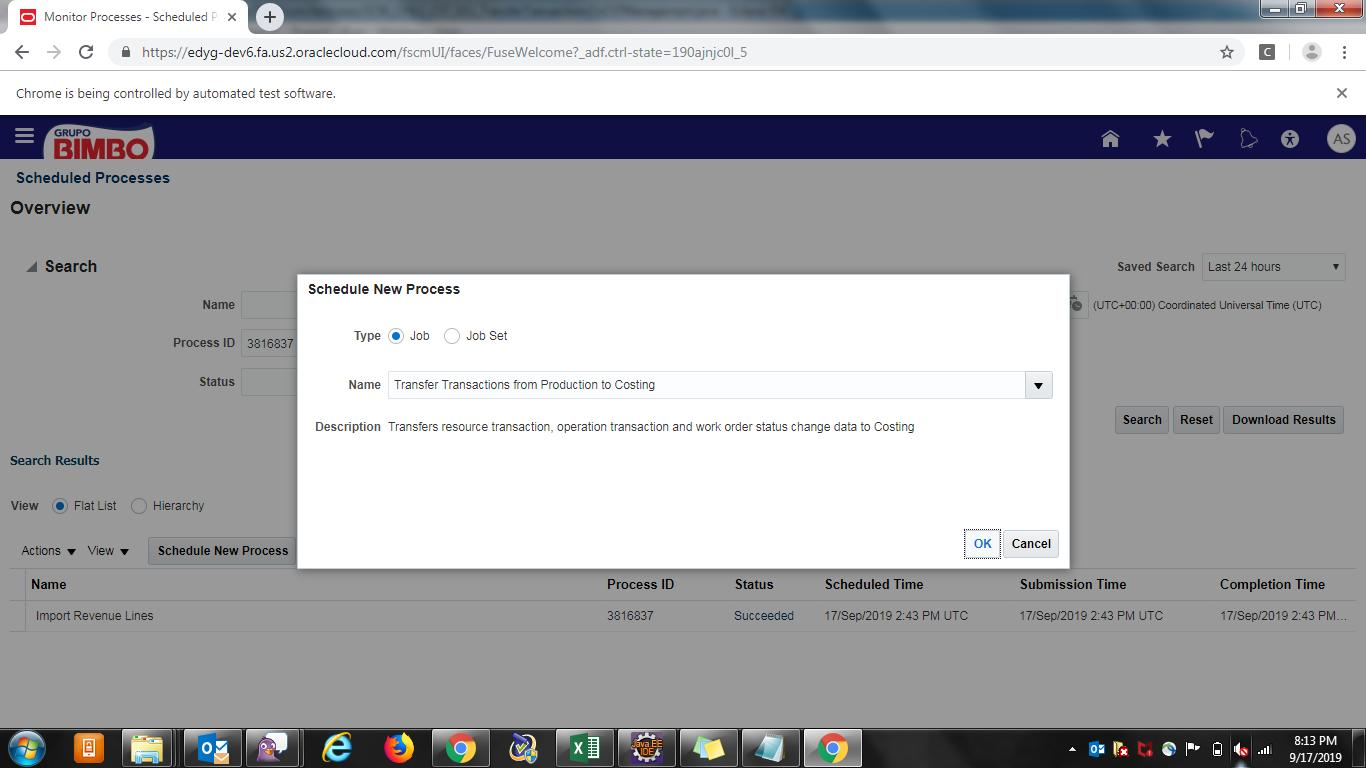 Monitor Processes - Scheduled P
https://edyg-dev6.fa.us2.oraclecloud.com/fscmUI/faces/FuseWelcome?_adf.ctrl-state=190ajnjc0l_5
C
Chrome is being controlled by automated test software.
GRUPO
BIMBO
AS
Scheduled Processes
Overview
Search
Saved Search Last 24 hours
Name
(UTC+00:00) Coordinated Universal Time (UTC)
Process ID 3816837
Status
Search Reset Download Results
Schedule New Process
Type Job Job Set
Name Transfer Transactions from Production to Costing
Description Transfers resource transaction, operation transaction and work order status change data to Costing
OK Cancel
Search Results
View Flat List Hierarchy
Actions View Schedule New Process
Name Process ID Status Scheduled Time Submission Time Completion Time
Import Revenue Lines 3816837 Succeeded 17/Sep/2019 2:43 PM UTC 17/Sep/2019 2:43 PM UTC 17/Sep/2019 2:43 PM...
Java EE
IDE
8:13 PM
9/17/2019